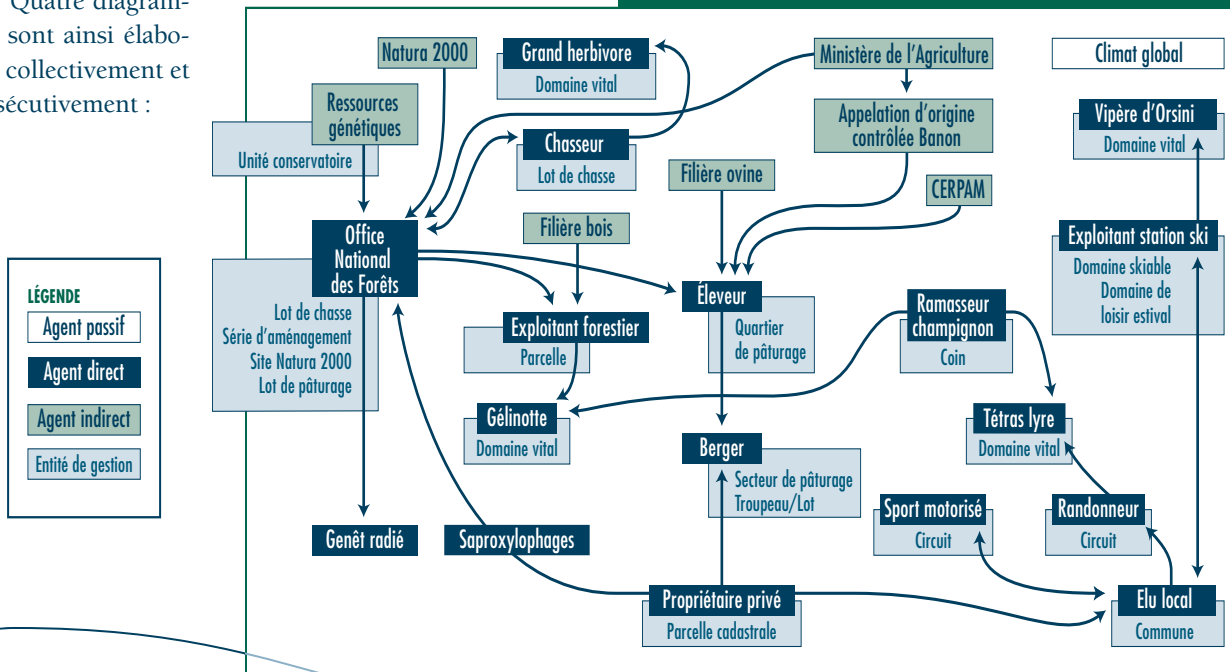 Quatre diagram-
sont ainsi élabo-
collectivement et
sécutivement :
LÉGENDE
Agent passif
Agent direct
Agent indirect
Entité de gestion
Natura 2000
Grand herbivore
Domaine vital
Ministère de l'Agriculture
Climat global
Ressources
génétiques
Unité conservatoire
Chasseur
Lot de chasse
Appelation d'origine
contrôlée Banon
Vipère d'Orsini
Domaine vital
Filière ovine
CERPAM
Filière bois
Office
National
des Forêts
Lot de chasse
Série d'aménagement
Site Natura 2000
Lot de pâturage
Exploitant station ski
Domaine skiable
Domaine de
loisir estival
Éleveur
Quartier
de pâturage
Ramasseur
champignon
Coin
Exploitant forestier
Parcelle
Gélinotte
Domaine vital
Tétras lyre
Domaine vital
Berger
Secteur de pâturage
Troupeau/Lot
Sport motorisé
Circuit
Randonneur
Circuit
Genêt radié
Saproxylophages
Propriétaire privé
Parcelle cadastrale
Elu local
Commune